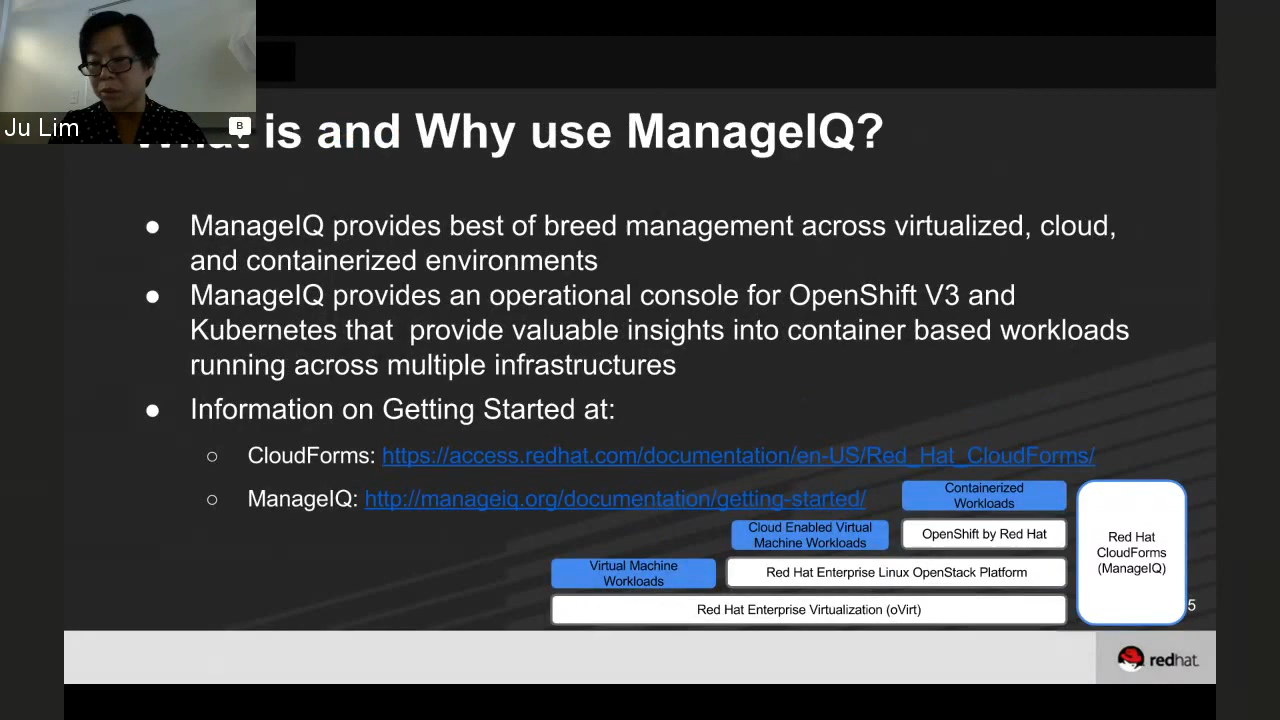 Ju Lim
B
What is and Why use ManageIQ?
● ManageIQ provides best of breed management across virtualized, cloud,
and containerized environments
● ManageIQ provides an operational console for OpenShift V3 and
Kubernetes that provide valuable insights into container based workloads
running across multiple infrastructures
● Information on Getting Started at:
○ CloudForms: https://access.redhat.com/documentation/en-US/Red_Hat_CloudForms/
○ ManageIQ: http://manageiq.org/documentation/getting-started/
Containerized
Workloads
Cloud Enabled Virtual
Machine Workloads
OpenShift by Red Hat
Virtual Machine
Workloads
Red Hat Enterprise Linux OpenStack Platform
Red Hat Enterprise Virtualization (oVirt)
Red Hat
CloudForms
(ManageIQ)
5
redhat.